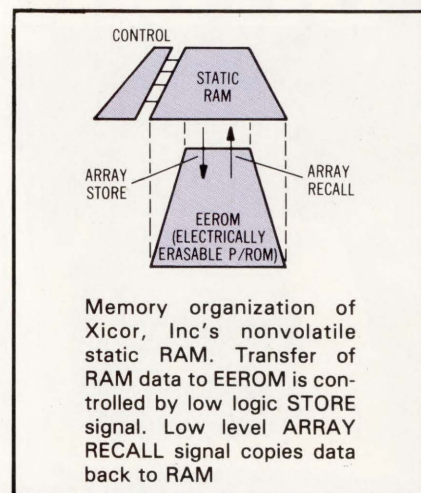 CONTROL
STATIC
RAM
ARRAY
STORE
ARRAY
RECALL
EEROM
(ELECTRICALLY
ERASABLE P/ROM)
Memory organization of
Xicor, Inc's nonvolatile
static RAM. Transfer of
RAM data to EEROM is con-
trolled by low logic STORE
signal. Low level ARRAY
RECALL signal copies data
back to RAM